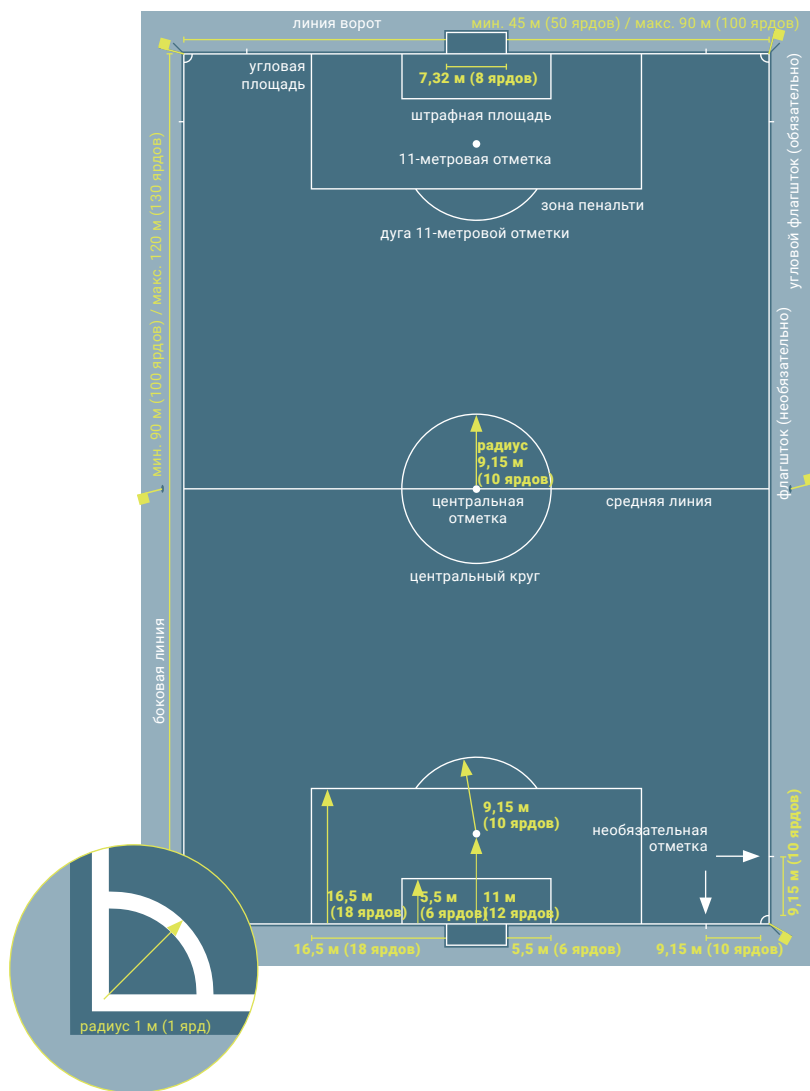 линия ворот
мин. 45 м (50 ярдов) / макс. 90 м (100 ярдов)
угловая
площадь
7,32 м (8 ярдов)
штрафная площадь
11-метровая отметка
зона пенальти
дуга 11-метровой отметки
мин. 90 м (100 ярдов) / макс. 120 м (130 ярдов)
угловой флагшток (обязательно)
флагшток (необязательно)
радиус
9,15 м
(10 ярдов)
центральная
отметка
средняя линия
центральный круг
боковая линия
9,15 м
(10 ярдов)
необязательная
отметка
9,15 м (10 ярдов)
16,5 м
(18 ярдов)
5,5 м
(6 ярдов)
11 м
(12 ярдов)
16,5 м (18 ярдов)
5,5 м (6 ярдов)
9,15 м (10 ярдов)
радиус 1 м (1 ярд)